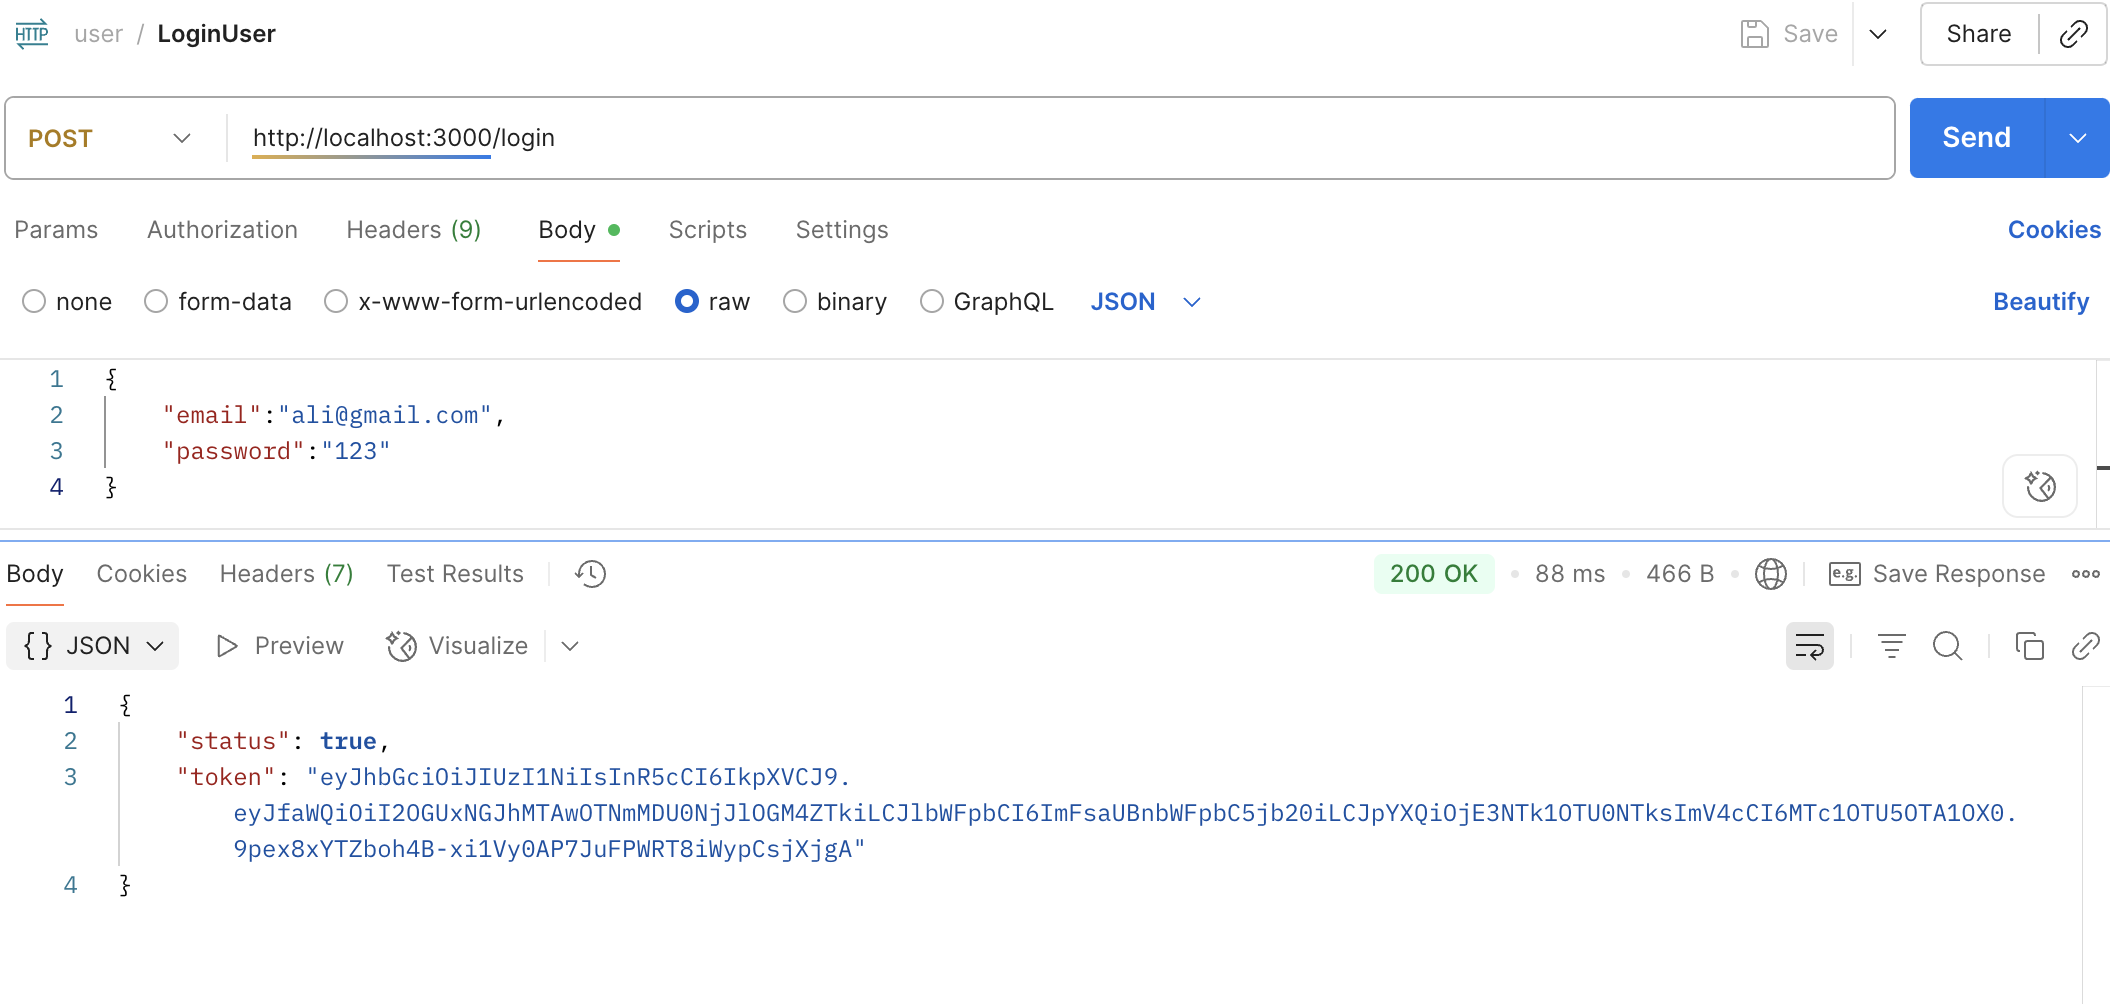 HTTP user / LoginUser Save Share
POST http://localhost:3000/login Send
Params Authorization Headers (9) Body Scripts Settings Cookies
none form-data x-www-form-urlencoded raw binary GraphQL JSON Beautify
1 {
2 "email":"ali@gmail.com",
3 "password":"123"
4 }
Body Cookies Headers (7) Test Results 200 OK • 88 ms • 466 B • e.g. Save Response
{} JSON Preview Visualize
1 {
2 "status": true,
3 "token": "eyJhbGciOiJIUzI1NiIsInR5cCI6IkpXVCJ9.
eyJfaWQiOiI2OGUxNGJhMTAwOTNmMDU0NjJlOGM4ZTkiLCJlbWFpbCI6ImFsaUBnbWFpbC5jb20iLCJpYXQiOjE3NTk1OTU0NTksImV4cCI6MTc1OTU5OTA1OX0.
9pex8xYTZboh4B-xi1Vy0AP7JuFPWRT8iWypCsjXjgA"
4 }